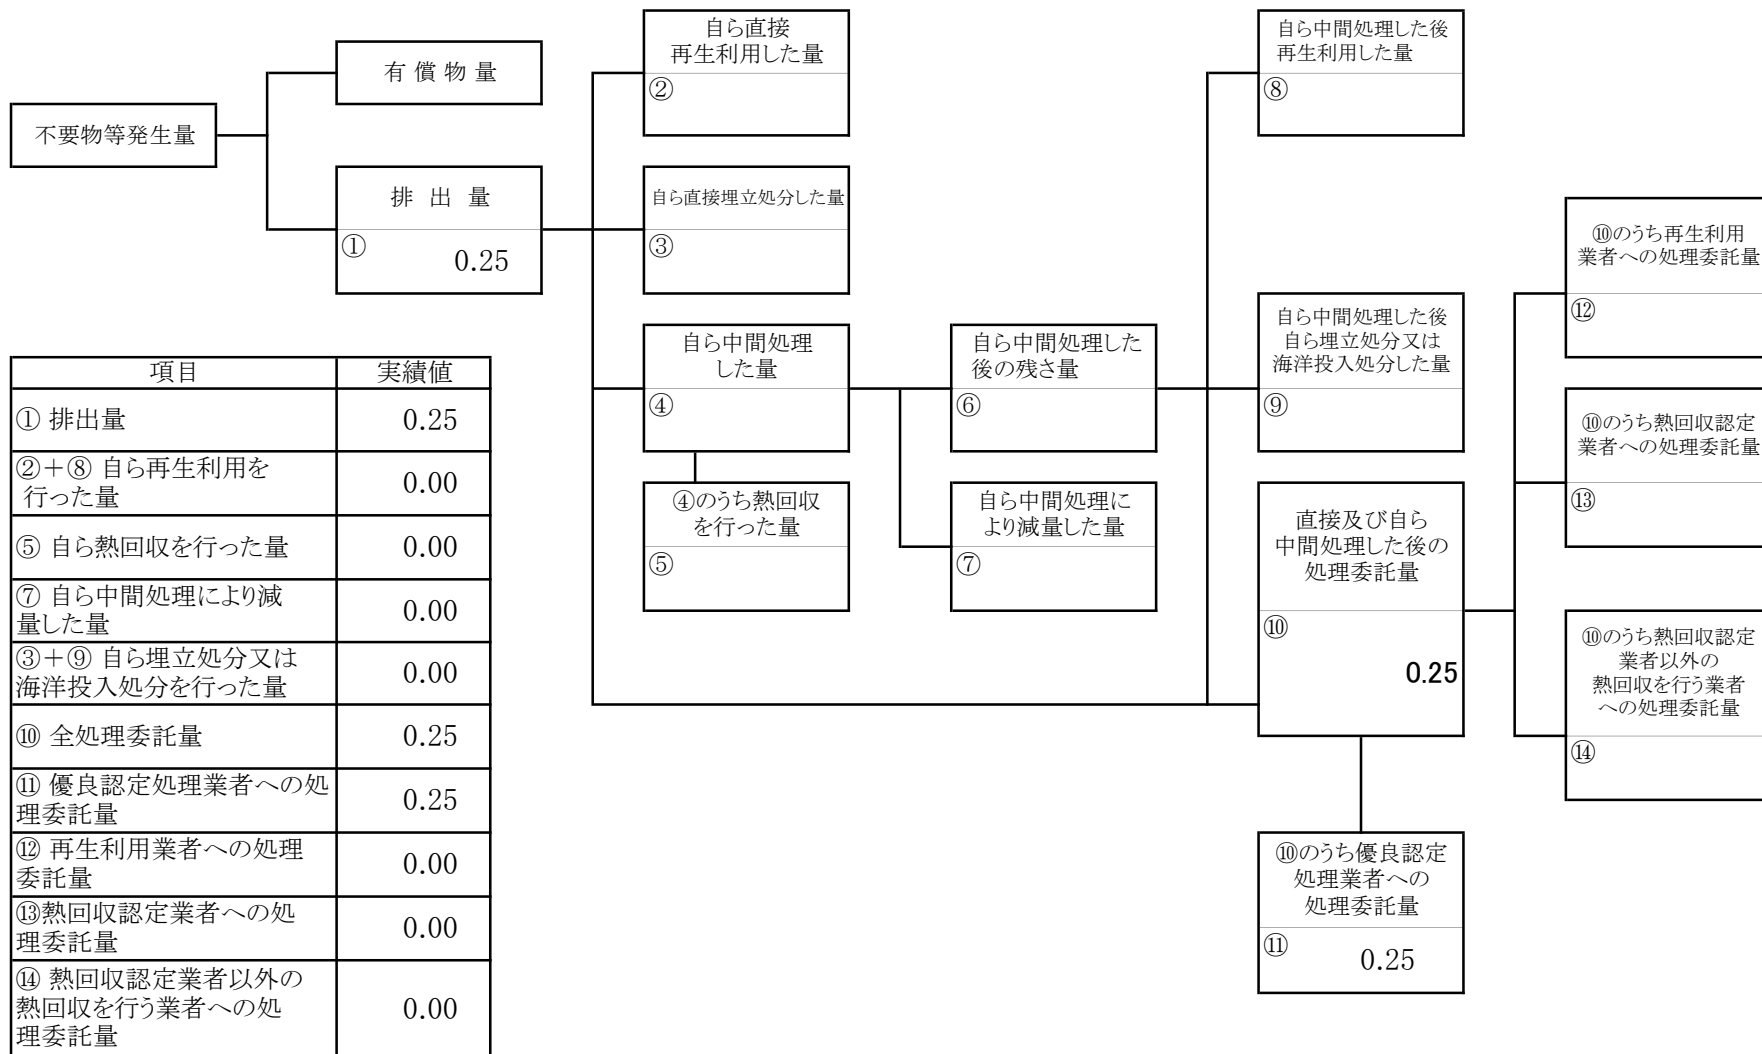 不要物等発生量
有 償 物 量
排 出 量
①
0.25
自ら直接
再生利用した量
②
自ら直接埋立処分した量
③
自ら中間処理
した量
④
④のうち熱回収
を行った量
⑤
自ら中間処理した
後の残さ量
⑥
自ら中間処理に
より減量した量
⑦
自ら中間処理した後
再生利用した量
⑧
自ら中間処理した後
自ら埋立処分又は
海洋投入処分した量
⑨
直接及び自ら
中間処理した後の
処理委託量
⑩
0.25
⑩のうち優良認定
処理業者への
処理委託量
⑪
0.25
⑩のうち再生利用
業者への処理委託量
⑫
⑩のうち熱回収認定
業者への処理委託量
⑬
⑩のうち熱回収認定
業者以外の
熱回収を行う業者
への処理委託量
⑭
項目 実績値
① 排出量 0.25
②+⑧ 自ら再生利用を
行った量 0.00
⑤ 自ら熱回収を行った量 0.00
⑦ 自ら中間処理により減
量した量 0.00
③+⑨ 自ら埋立処分又は
海洋投入処分を行った量 0.00
⑩ 全処理委託量 0.25
⑪ 優良認定処理業者への処
理委託量 0.25
⑫ 再生利用業者への処理
委託量 0.00
⑬熱回収認定業者への処
理委託量 0.00
⑭ 熱回収認定業者以外の
熱回収を行う業者への処
理委託量 0.00